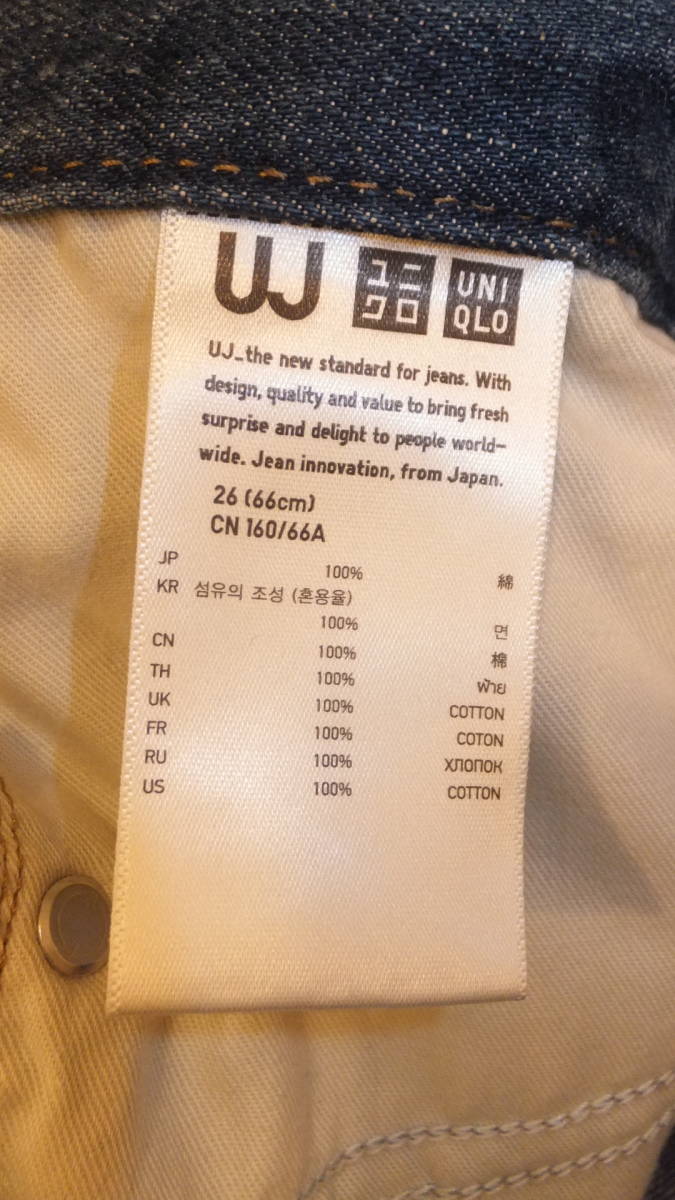 UJ ユニ UNI
クロ QLO
UJ_the new standard for jeans. With
design, quality and value to bring fresh
surprise and delight to people world-
wide. Jean innovation, from Japan.
26 (66cm)
CN 160/66A
JP 100% 綿
KR 섬유의 조성 (혼용율)
100% 면
CN 100% 棉
TH 100% ฝ้าย
UK 100% COTTON
FR 100% COTON
RU 100% ХЛОПОК
US 100% COTTON